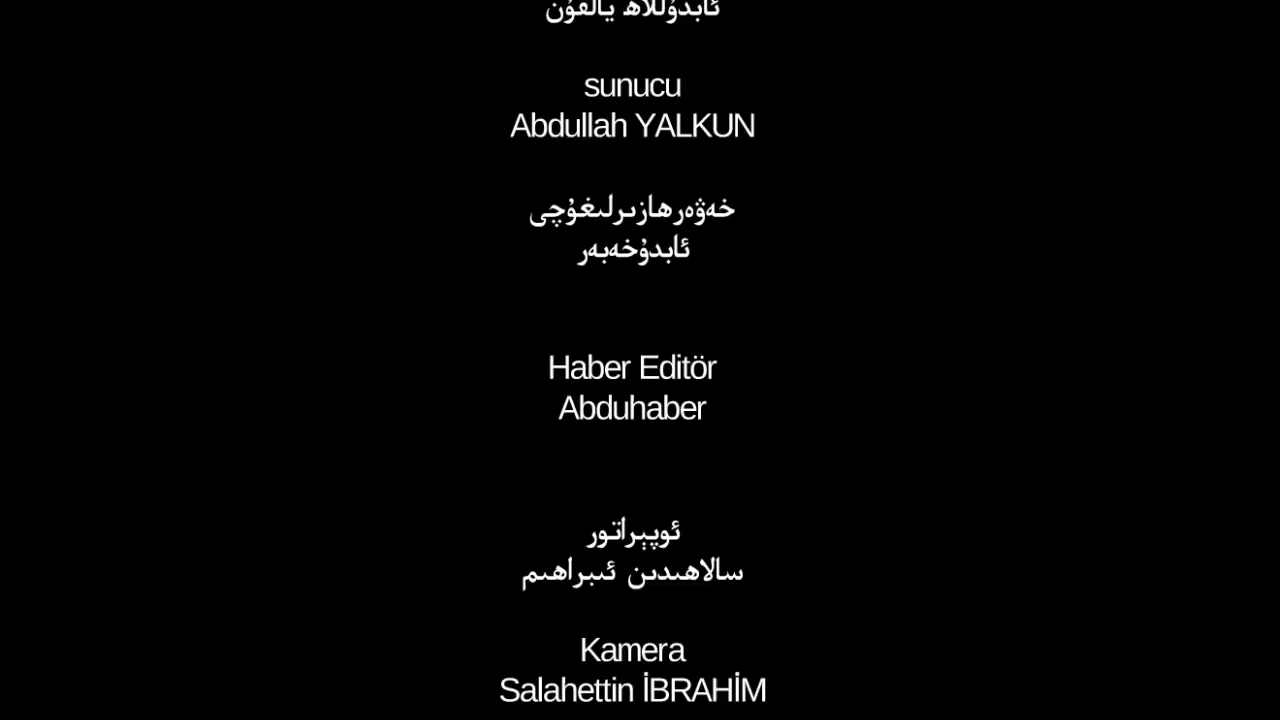 ئابدۇللاھ يالقۇن
sunucu
Abdullah YALKUN
خەۋەرھازىرلىغۇچى
ئابدۇخەبەر
Haber Editör
Abduhaber
ئوپېراتور
سالاھىدىن ئىبراھىم
Kamera
Salahettin İBRAHİM